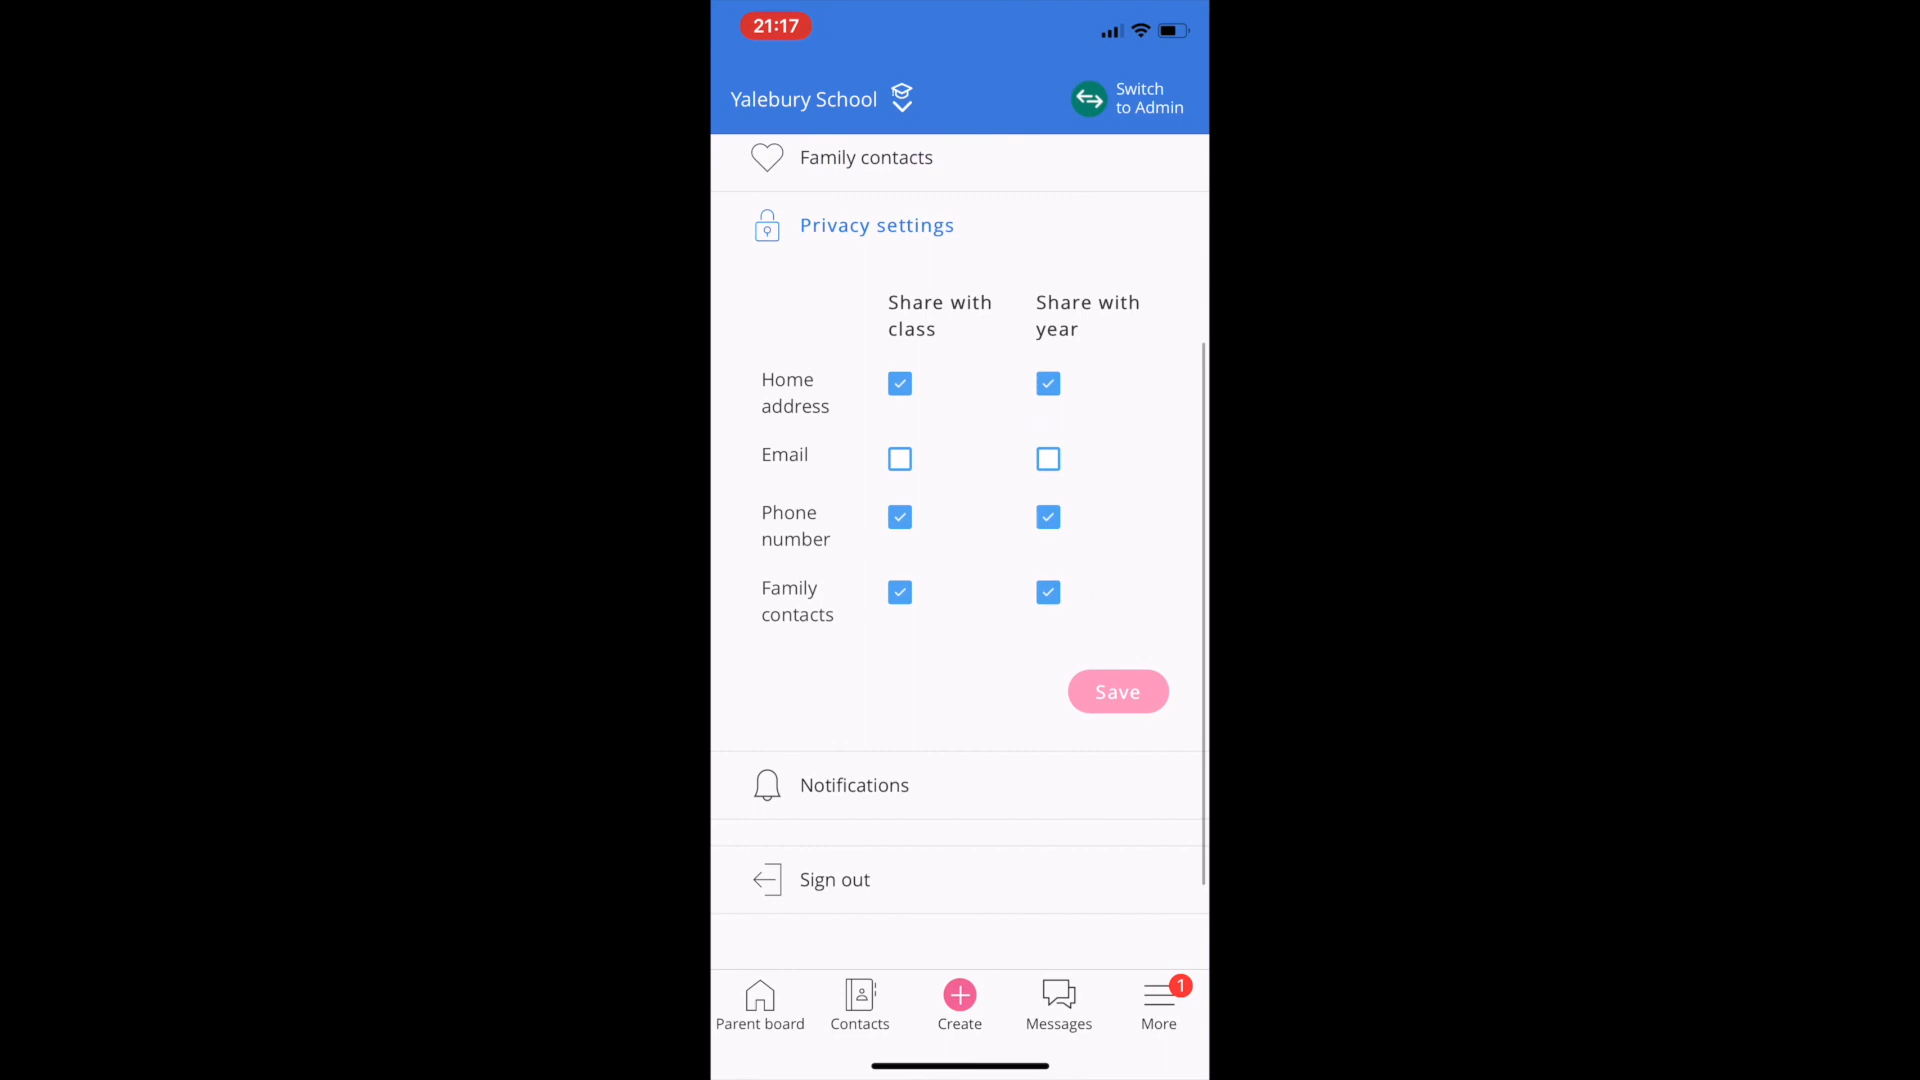 21:17
Yalebury School
Switch
to Admin
Family contacts
Privacy settings
Share with
class
Share with
year
Home
address
Email
Phone
number
Family
contacts
Save
Notifications
Sign out
Parent board
Contacts
Create
Messages
More
1